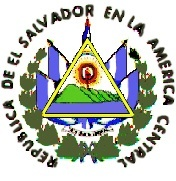 REPUBLICA DE EL SALVADOR EN LA AMERICA CENTRAL